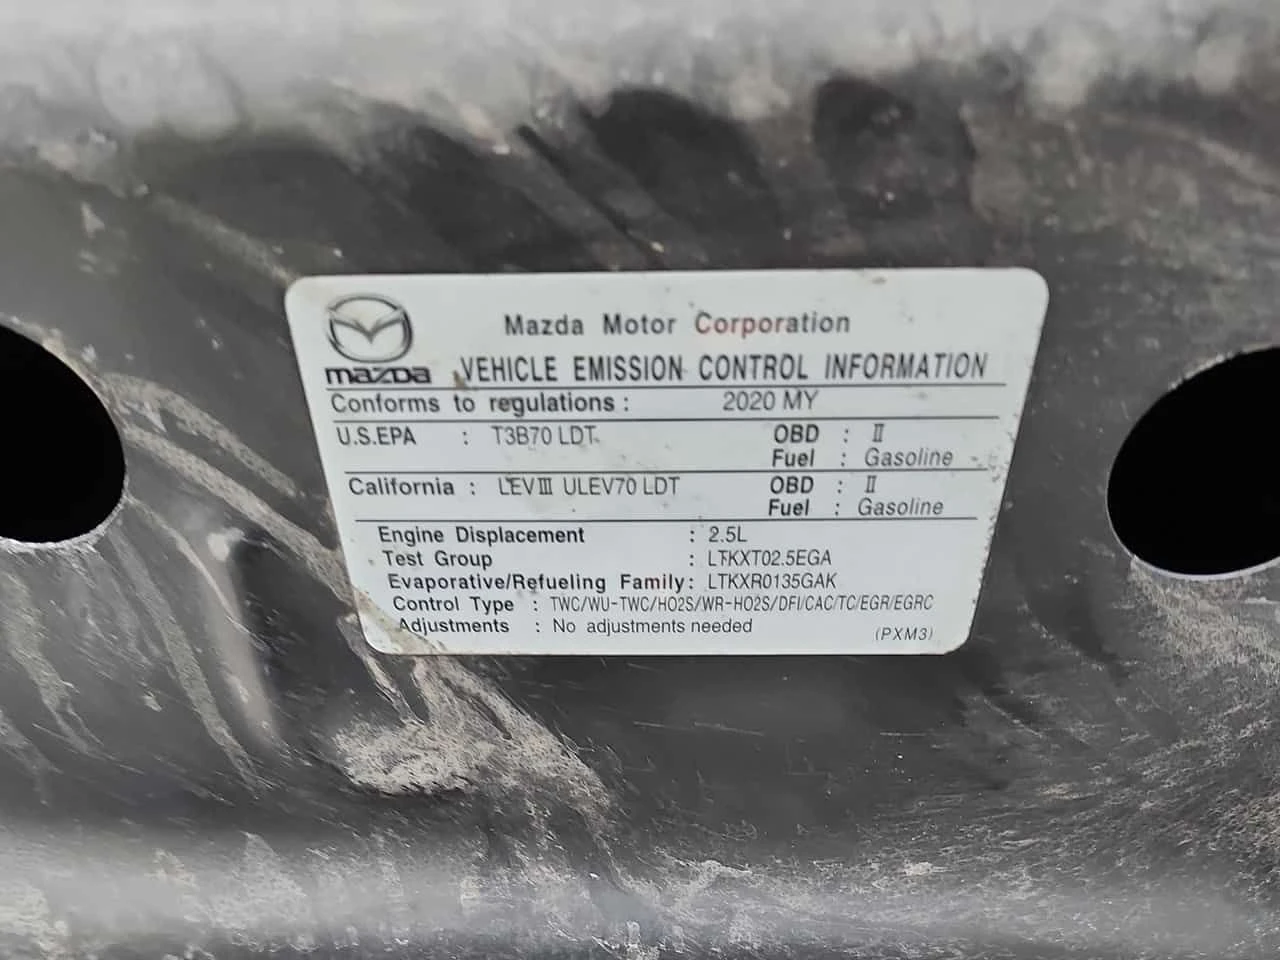 Mazda Motor Corporation
mazda VEHICLE EMISSION CONTROL INFORMATION
Conforms to regulations : 2020 MY
U.S.EPA : T3B70 LDT OBD : II
Fuel : Gasoline
California : LEVIII ULEV70 LDT OBD : II
Fuel : Gasoline
Engine Displacement : 2.5L
Test Group : LTKXT02.5EGA
Evaporative/Refueling Family: LTKXR0135GAK
Control Type : TWC/WU-TWC/HO2S/WR-HO2S/DFI/CAC/TC/EGR/EGRC
Adjustments : No adjustments needed
(PXM3)